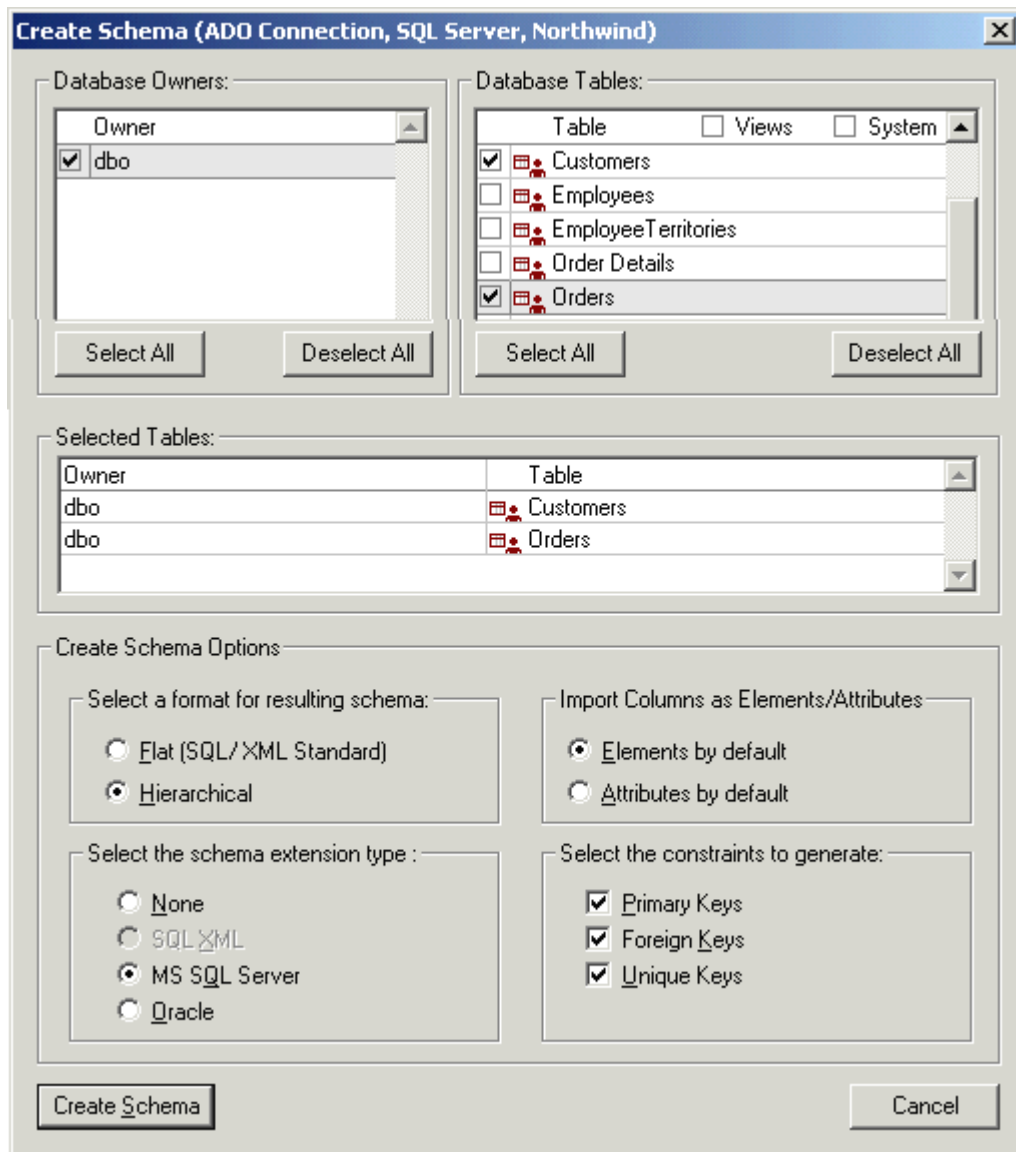 Create Schema (ADO Connection, SQL Server, Northwind)
Database Owners:
Owner
dbo
Select All
Deselect All
Database Tables:
Table Views System
Customers
Employees
EmployeeTerritories
Order Details
Orders
Select All
Deselect All
Selected Tables:
Owner Table
dbo Customers
dbo Orders
Create Schema Options
Select a format for resulting schema:
Flat (SQL/ XML Standard)
Hierarchical
Import Columns as Elements/Attributes
Elements by default
Attributes by default
Select the schema extension type :
None
SQL XML
MS SQL Server
Oracle
Select the constraints to generate:
Primary Keys
Foreign Keys
Unique Keys
Create Schema
Cancel